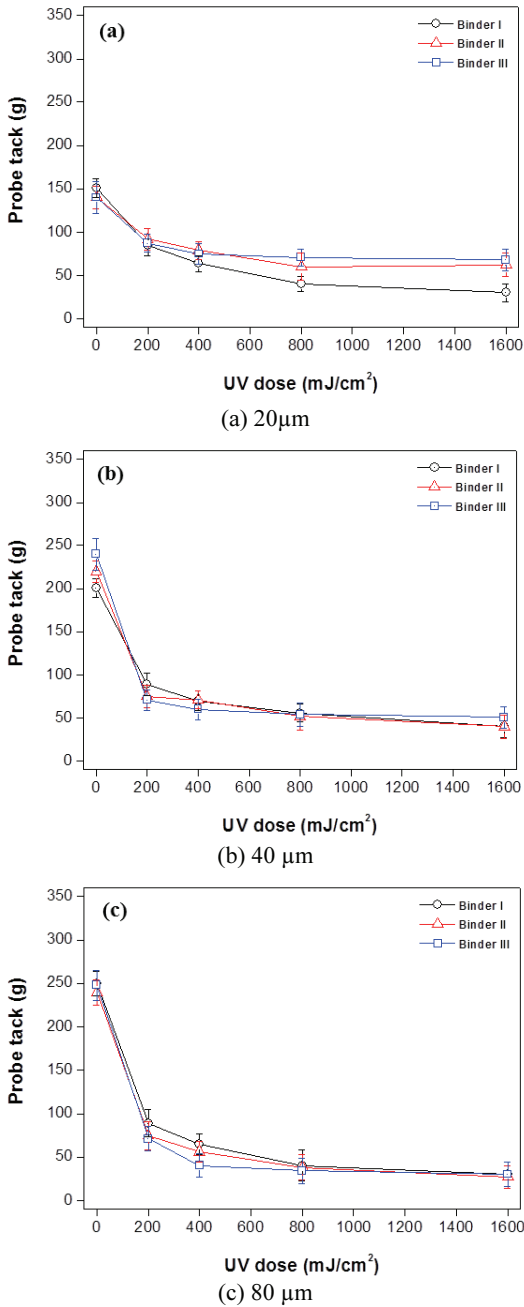 (a)
Binder I
Binder II
Binder III
350
300
250
200
150
100
50
0
Probe tack (g)
0 200 400 600 800 1000 1200 1400 1600
UV dose (mJ/cm²)
(a) 20μm
(b)
Binder I
Binder II
Binder III
350
300
250
200
150
100
50
0
Probe tack (g)
0 200 400 600 800 1000 1200 1400 1600
UV dose (mJ/cm²)
(b) 40 μm
(c)
Binder I
Binder II
Binder III
350
300
250
200
150
100
50
0
Probe tack (g)
0 200 400 600 800 1000 1200 1400 1600
UV dose (mJ/cm²)
(c) 80 μm